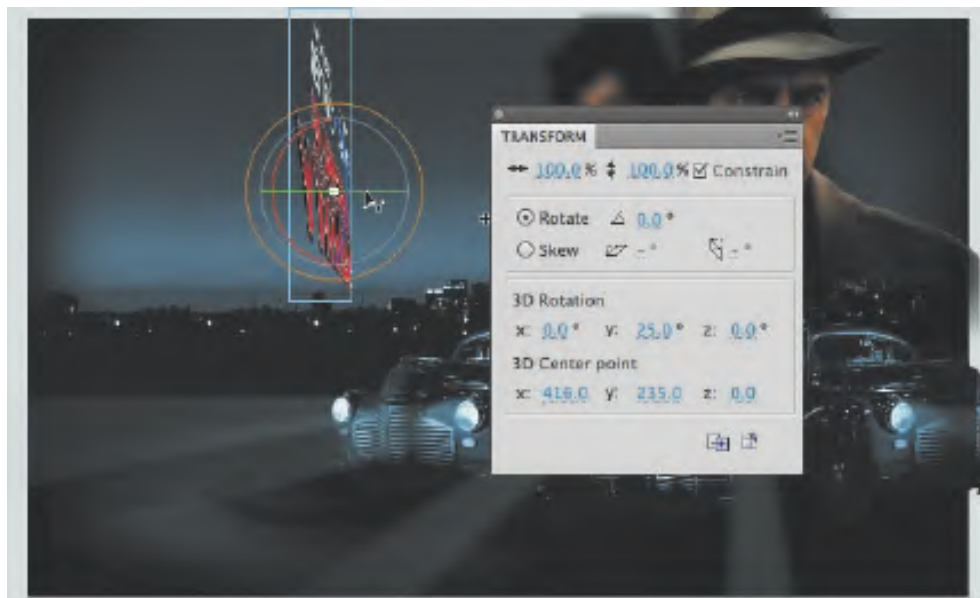 TRANSFORM
100.0 % 100.0 % Constrain
Rotate 0.0 °
Skew - ° - °
3D Rotation
x: 0.0 ° y: 25.0 ° z: 0.0 °
3D Center point
x: 416.0 y: 235.0 z: 0.0